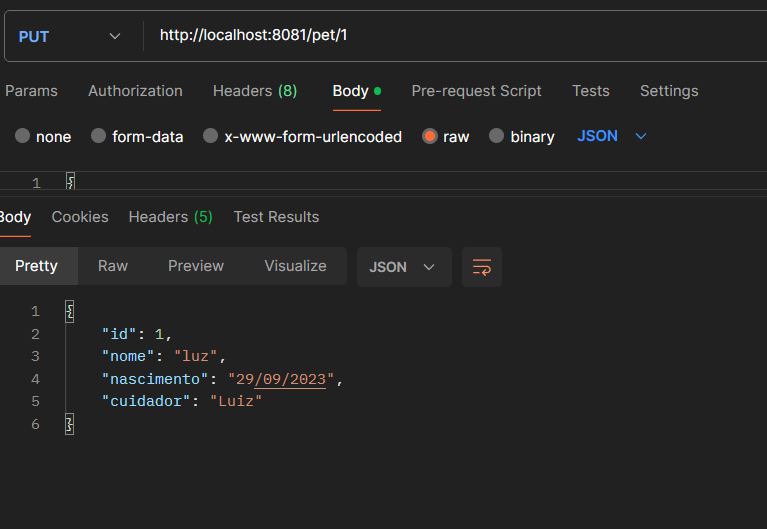 PUT http://localhost:8081/pet/1
Params Authorization Headers (8) Body Pre-request Script Tests Settings
none form-data x-www-form-urlencoded raw binary JSON
1 {
Body Cookies Headers (5) Test Results
Pretty Raw Preview Visualize JSON
1 {
2 "id": 1,
3 "nome": "luz",
4 "nascimento": "29/09/2023",
5 "cuidador": "Luiz"
6 }